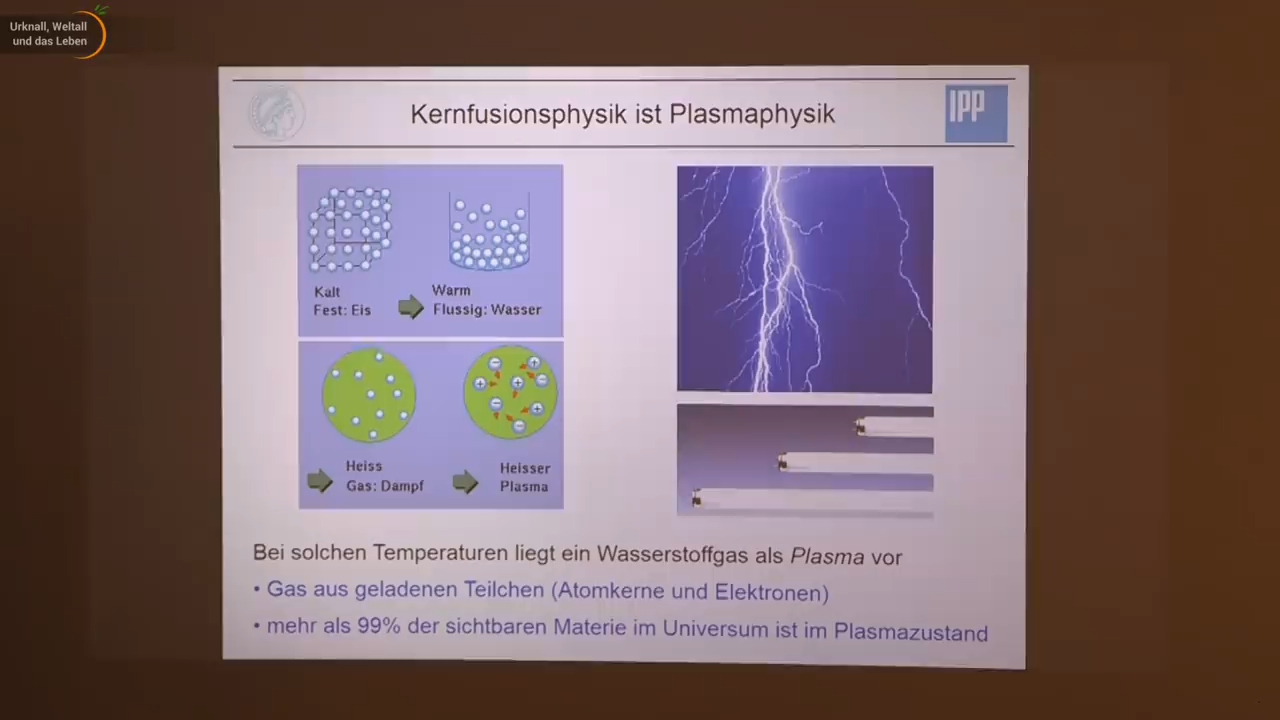 Urknall, Weltall
und das Leben
Kernfusionsphysik ist Plasmaphysik
IPP
Kalt
Fest: Eis
Warm
Flussig: Wasser
Heiss
Gas: Dampf
Heisser
Plasma
Bei solchen Temperaturen liegt ein Wasserstoffgas als Plasma vor
• Gas aus geladenen Teilchen (Atomkerne und Elektronen)
• mehr als 99% der sichtbaren Materie im Universum ist im Plasmazustand